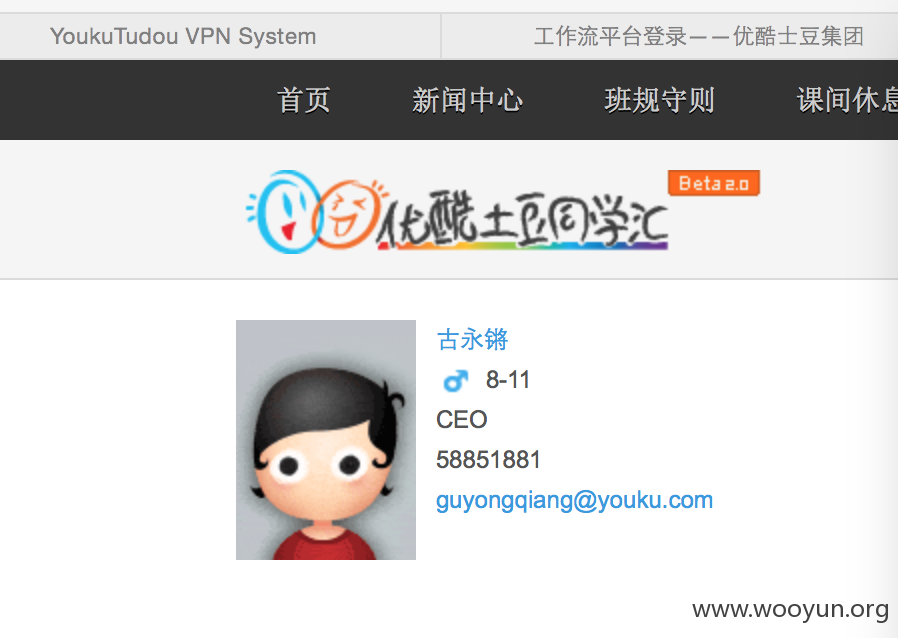 YoukuTudou VPN System 工作流平台登录——优酷土豆集团
首页 新闻中心 班规守则 课间休息
Beta2.0
优酷土豆同学汇
古永锵
8-11
CEO
58851881
guyongqiang@youku.com
www.wooyun.org